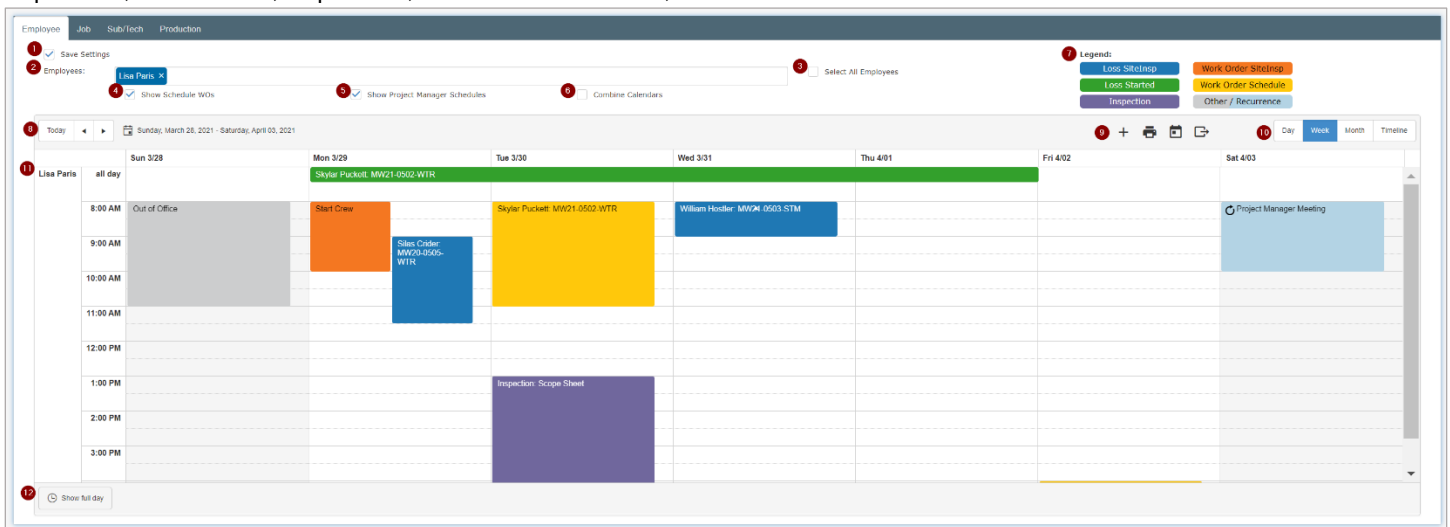 Employee Job Sub/Tech Production
1 Save Settings 7 Legend:
2 Employees: Lisa Paris × 3 Select All Employees Loss SiteInsp Work Order SiteInsp
4 Show Schedule WOs 5 Show Project Manager Schedules 6 Combine Calendars Loss Started Work Order Schedule
Inspection Other / Recurrence
8 Today Sunday, March 28, 2021 - Saturday, April 03, 2021 9 10 Day Week Month Timeline
Sun 3/28 Mon 3/29 Tue 3/30 Wed 3/31 Thu 4/01 Fri 4/02 Sat 4/03
11 Lisa Paris all day Skylar Puckett: MW21-0502-WTR
8:00 AM Out of Office Start Crew Skylar Puckett: MW21-0502-WTR William Hostler: MW21-0503-STM Project Manager Meeting
9:00 AM Silas Crider:
MW20-0505-
WTR
10:00 AM
11:00 AM
12:00 PM
1:00 PM Inspection: Scope Sheet
2:00 PM
3:00 PM
12 Show full day